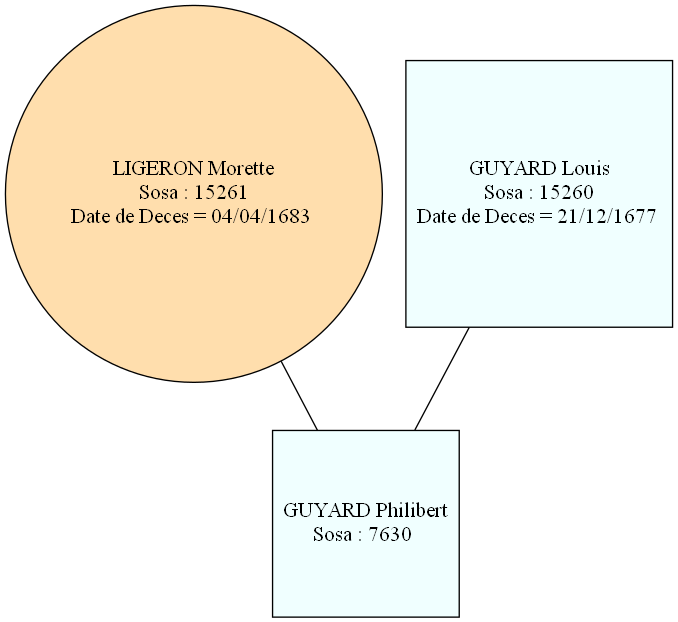 LIGERON Morette
Sosa : 15261
Date de Deces = 04/04/1683
GUYARD Louis
Sosa : 15260
Date de Deces = 21/12/1677
GUYARD Philibert
Sosa : 7630